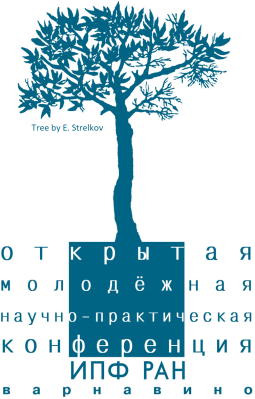 Tree by E. Strelkov
открытая
молодёжная
научно-практическая
конференция
ИПФ РАН
варнавино